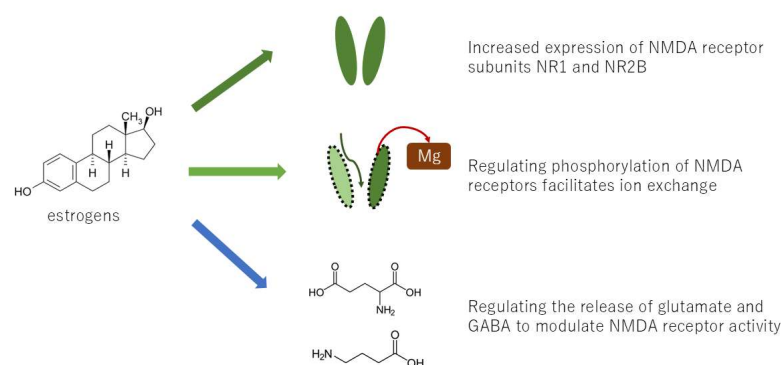 Increased expression of NMDA receptor
subunits NR1 and NR2B
CH₃
OH
H
H
H
HO
estrogens
Mg
Regulating phosphorylation of NMDA
receptors facilitates ion exchange
O
O
HO
OH
NH₂
Regulating the release of glutamate and
GABA to modulate NMDA receptor activity
O
H₂N
OH